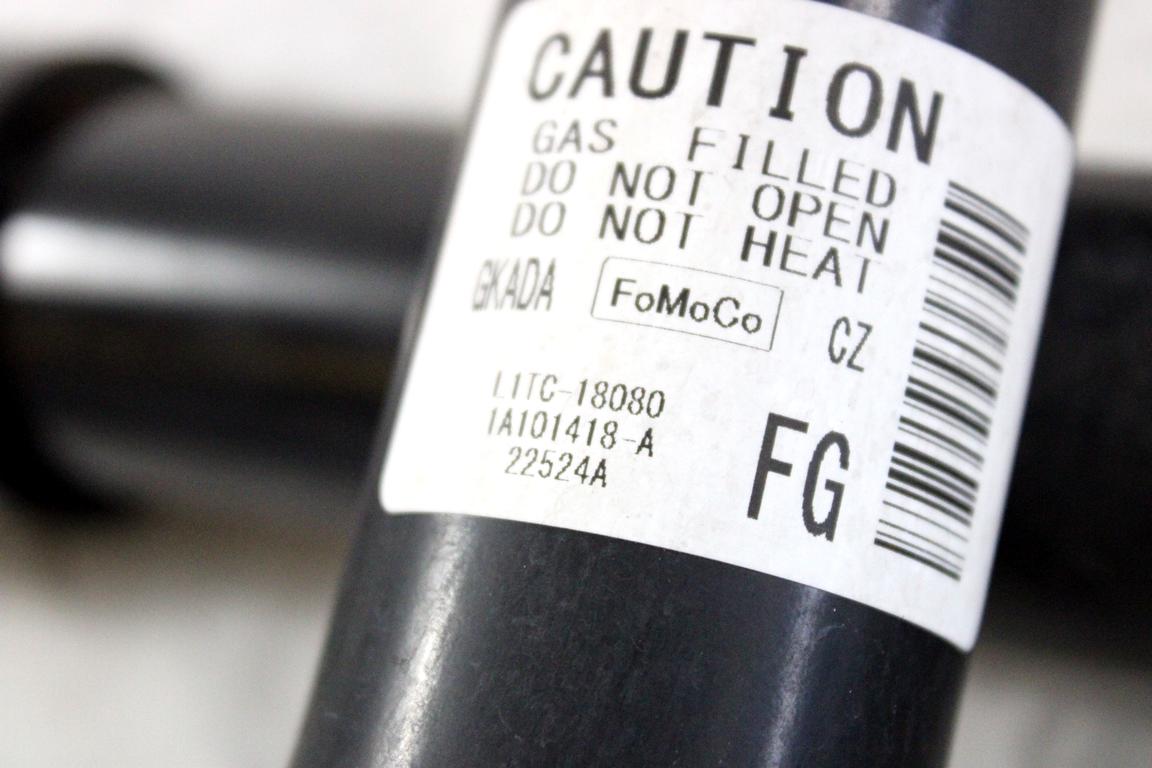 CAUTION
GAS FILLED
DO NOT OPEN
DO NOT HEAT
GKADA FoMoCo CZ
L1TC-18080
1A101418-A
22524A
FG